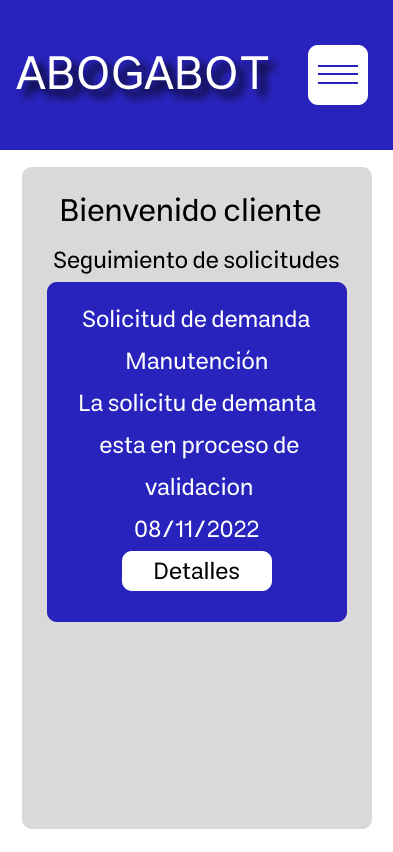 ABOGABOT
Bienvenido cliente
Seguimiento de solicitudes
Solicitud de demanda
Manutención
La solicitu de demanta
esta en proceso de
validacion
08/11/2022
Detalles